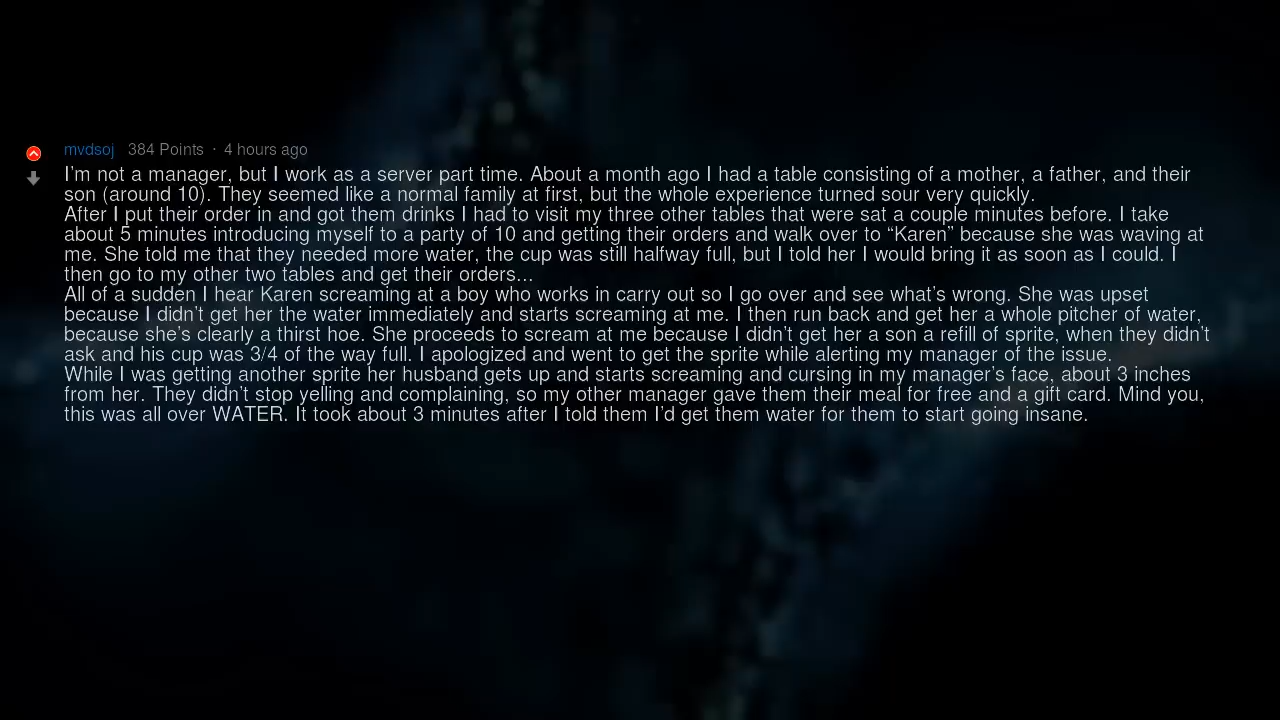 mvdsoj 384 Points · 4 hours ago
I'm not a manager, but I work as a server part time. About a month ago I had a table consisting of a mother, a father, and their
son (around 10). They seemed like a normal family at first, but the whole experience turned sour very quickly.
After I put their order in and got them drinks I had to visit my three other tables that were sat a couple minutes before. I take
about 5 minutes introducing myself to a party of 10 and getting their orders and walk over to “Karen” because she was waving at
me. She told me that they needed more water, the cup was still halfway full, but I told her I would bring it as soon as I could. I
then go to my other two tables and get their orders...
All of a sudden I hear Karen screaming at a boy who works in carry out so I go over and see what's wrong. She was upset
because I didn't get her the water immediately and starts screaming at me. I then run back and get her a whole pitcher of water,
because she's clearly a thirst hoe. She proceeds to scream at me because I didn't get her a son a refill of sprite, when they didn't
ask and his cup was 3/4 of the way full. I apologized and went to get the sprite while alerting my manager of the issue.
While I was getting another sprite her husband gets up and starts screaming and cursing in my manager's face, about 3 inches
from her. They didn't stop yelling and complaining, so my other manager gave them their meal for free and a gift card. Mind you,
this was all over WATER. It took about 3 minutes after I told them I'd get them water for them to start going insane.